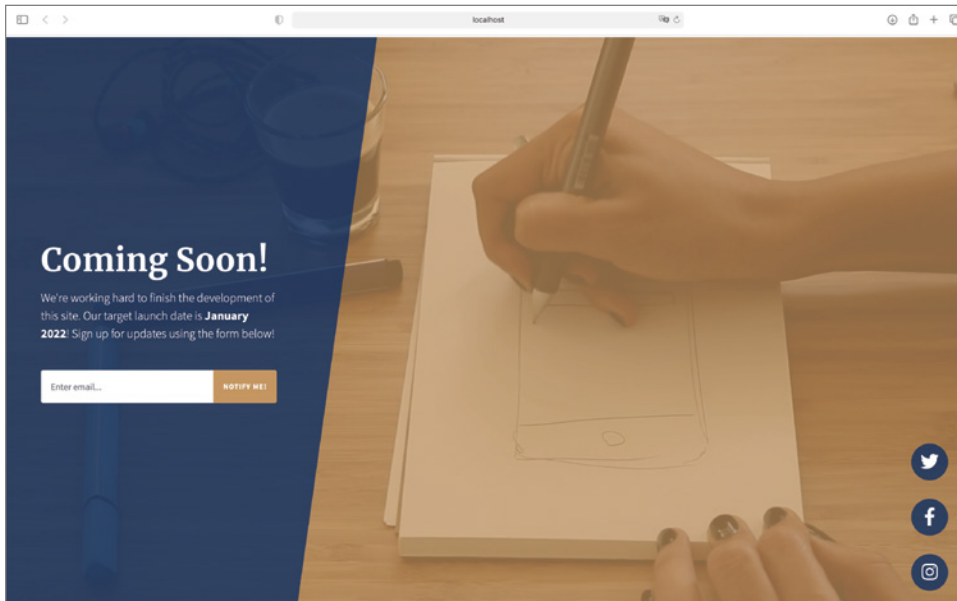 localhost
Coming Soon!
We're working hard to finish the development of
this site. Our target launch date is January
2022! Sign up for updates using the form below!
Enter email...
NOTIFY ME!